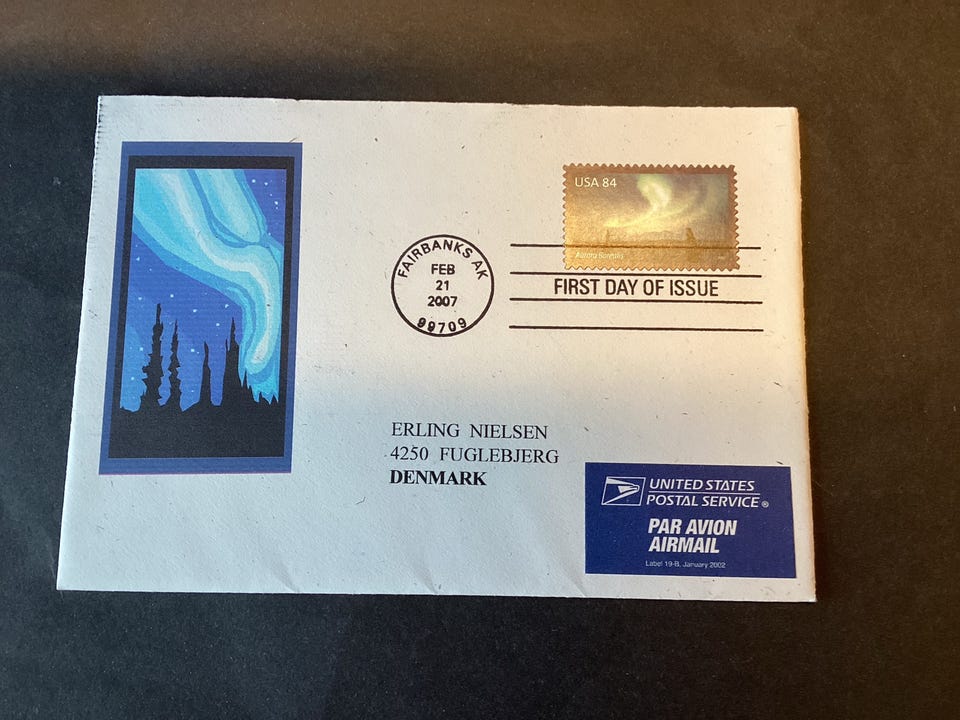 USA 84
Aurora Borealis
FAIRBANKS AK
FEB
21
2007
99709
FIRST DAY OF ISSUE
ERLING NIELSEN
4250 FUGLEBJERG
DENMARK
UNITED STATES
POSTAL SERVICE®
PAR AVION
AIRMAIL
Label 19-B, January 2002